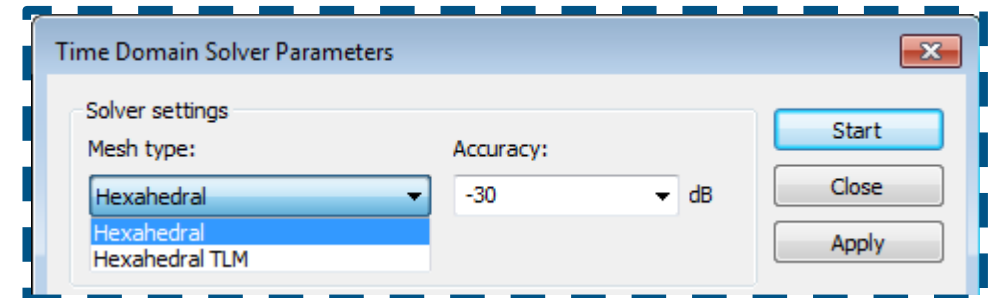 Time Domain Solver Parameters
Solver settings
Mesh type:
Accuracy:
Hexahedral
-30
dB
Hexahedral
Hexahedral TLM
Start
Close
Apply